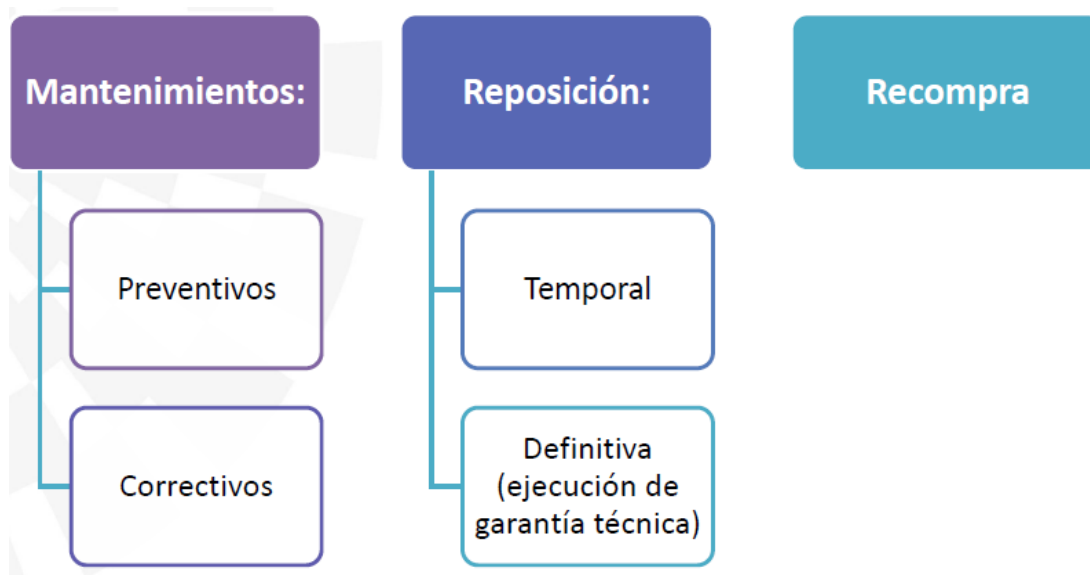 Mantenimientos:
Preventivos
Correctivos
Reposición:
Temporal
Definitiva
(ejecución de
garantía técnica)
Recompra